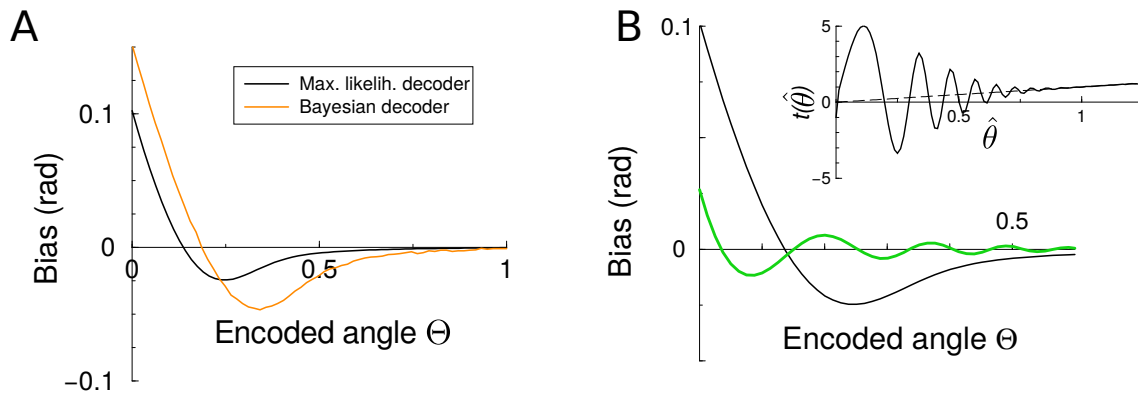 A
Bias (rad)
0.1
0
−0.1
0
0.5
1
Max. likelih. decoder
Bayesian decoder
Encoded angle Θ
B
Bias (rad)
0.1
0
0.5
Encoded angle Θ
t(θ̂)
5
0
−5
0.5
1
θ̂